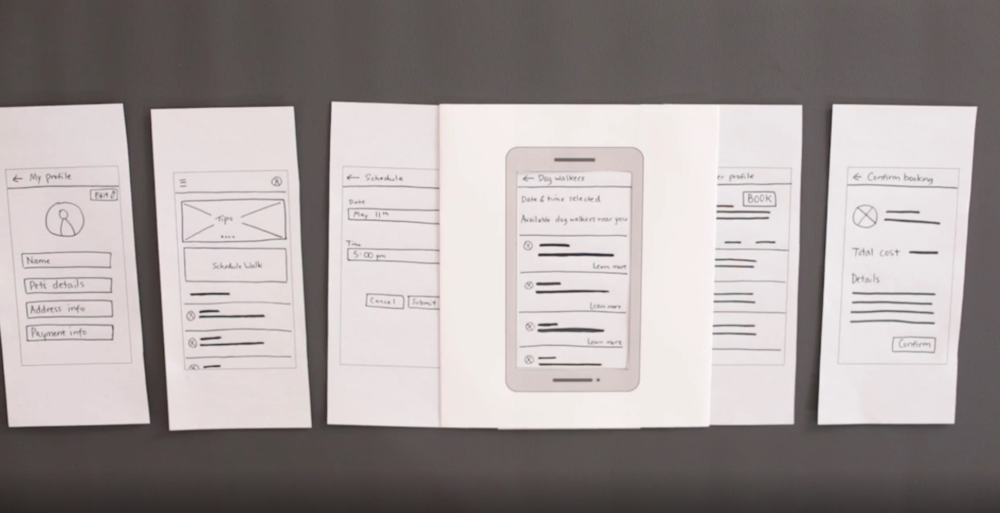 ← My profile
Edit
Name
Pet's details
Address info
Payment info
Tips
Schedule Walk
← Schedule
Date
May 11th
Time
5:00 pm
Cancel
Submit
← Dog walkers
Date & time selected
Available dog walkers near you
Learn more
Learn more
Learn more
er profile
BOOK
← Confirm booking
Total cost
Details
Confirm